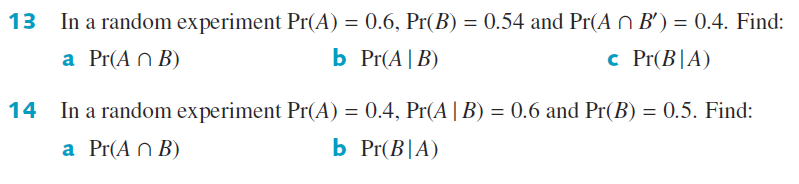 13 In a random experiment Pr(A) = 0.6, Pr(B) = 0.54 and Pr(A ∩ B′) = 0.4. Find:
a Pr(A ∩ B) b Pr(A | B) c Pr(B|A)
14 In a random experiment Pr(A) = 0.4, Pr(A | B) = 0.6 and Pr(B) = 0.5. Find:
a Pr(A ∩ B) b Pr(B|A)